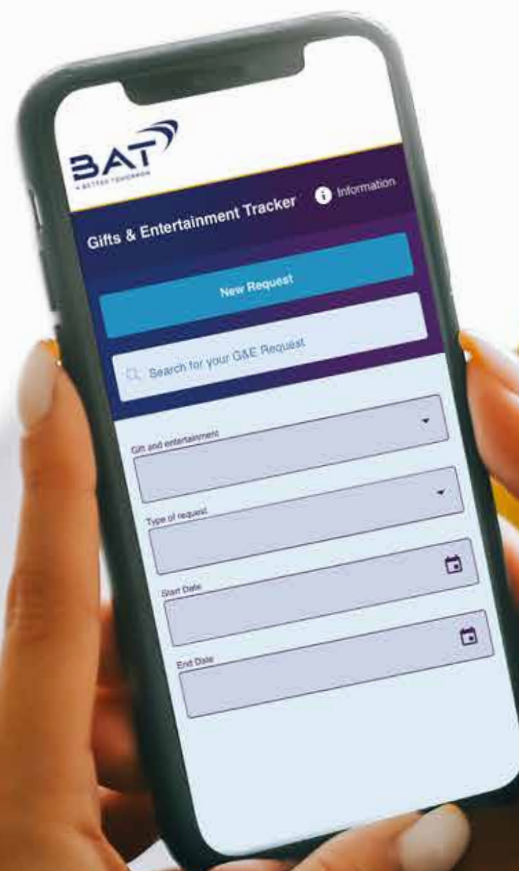 BAT
A BETTER TOMORROW
Gifts & Entertainment Tracker
Information
New Request
Search for your G&E Request
Gift and entertainment
Type of request
Start Date
End Date